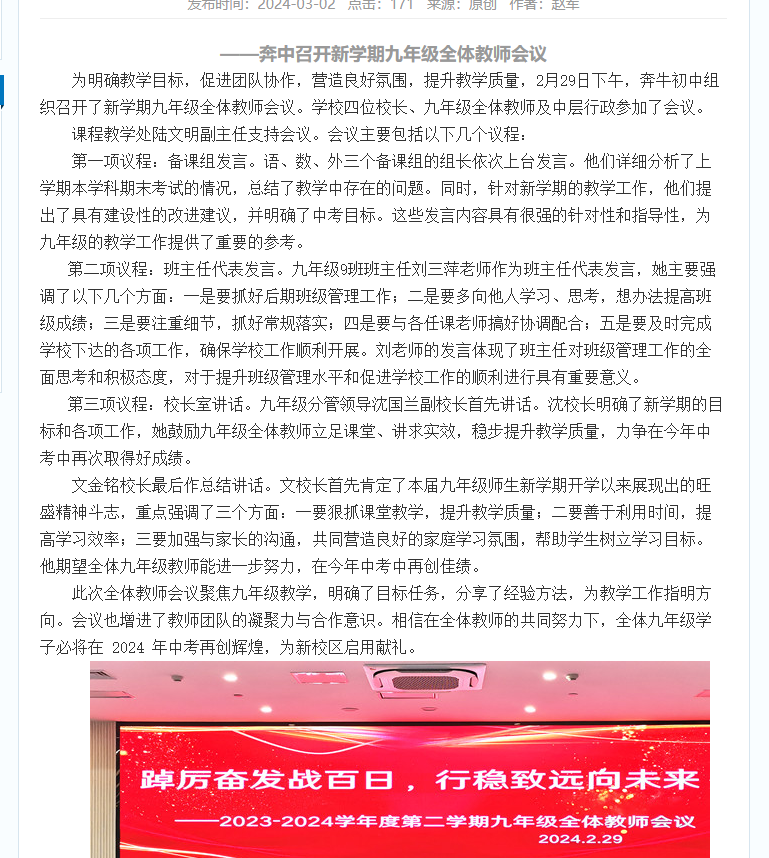 发布时间：2024-03-02 点击：171 来源：原创 作者：赵军
——奔中召开新学期九年级全体教师会议
为明确教学目标，促进团队协作，营造良好氛围，提升教学质量，2月29日下午，奔牛初中组
织召开了新学期九年级全体教师会议。学校四位校长、九年级全体教师及中层行政参加了会议。
课程教学处陆文明副主任支持会议。会议主要包括以下几个议程：
第一项议程：备课组发言。语、数、外三个备课组的组长依次上台发言。他们详细分析了上
学期本学科期末考试的情况，总结了教学中存在的问题。同时，针对新学期的教学工作，他们提
出了具有建设性的改进建议，并明确了中考目标。这些发言内容具有很强的针对性和指导性，为
九年级的教学工作提供了重要的参考。
第二项议程：班主任代表发言。九年级9班班主任刘三萍老师作为班主任代表发言，她主要强
调了以下几个方面：一是要抓好后期班级管理工作；二是要多向他人学习、思考，想办法提高班
级成绩；三是要注重细节，抓好常规落实；四是要与各任课老师搞好协调配合；五是要及时完成
学校下达的各项工作，确保学校工作顺利开展。刘老师的发言体现了班主任对班级管理工作的全
面思考和积极态度，对于提升班级管理水平和促进学校工作的顺利进行具有重要意义。
第三项议程：校长室讲话。九年级分管领导沈国兰副校长首先讲话。沈校长明确了新学期的目
标和各项工作，她鼓励九年级全体教师立足课堂、讲求实效，稳步提升教学质量，力争在今年中
考中再次取得好成绩。
文金铭校长最后作总结讲话。文校长首先肯定了本届九年级师生新学期开学以来展现出的旺
盛精神斗志，重点强调了三个方面：一要狠抓课堂教学，提升教学质量；二要善于利用时间，提
高学习效率；三要加强与家长的沟通，共同营造良好的家庭学习氛围，帮助学生树立学习目标。
他期望全体九年级教师能进一步努力，在今年中考中再创佳绩。
此次全体教师会议聚焦九年级教学，明确了目标任务，分享了经验方法，为教学工作指明方
向。会议也增进了教师团队的凝聚力与合作意识。相信在全体教师的共同努力下，全体九年级学
子必将在 2024 年中考再创辉煌，为新校区启用献礼。
踔厉奋发战百日，行稳致远向未来
——2023-2024学年度第二学期九年级全体教师会议
2024.2.29